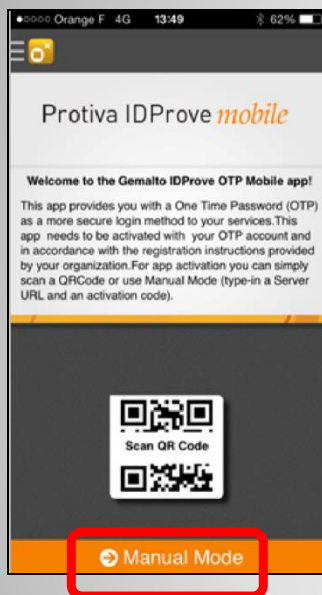 Orange F 4G 13:49 62%
Protiva IDProve mobile
Welcome to the Gemalto IDProve OTP Mobile app!
This app provides you with a One Time Password (OTP)
as a more secure login method to your services.This
app needs to be activated with your OTP account and
in accordance with the registration instructions provided
by your organization.For app activation you can simply
scan a QRCode or use Manual Mode (type-in a Server
URL and an activation code).
Scan QR Code
Manual Mode